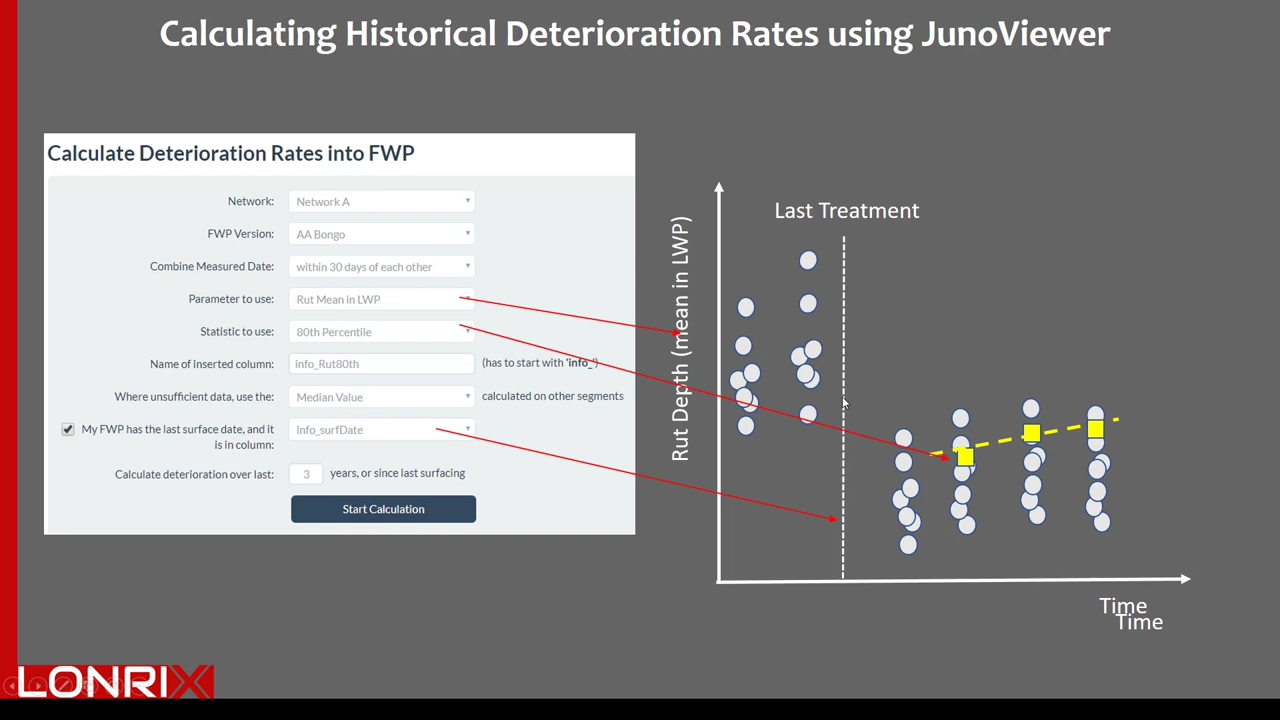 Calculating Historical Deterioration Rates using JunoViewer
Calculate Deterioration Rates into FWP
Network: Network A
FWP Version: AA Bongo
Combine Measured Date: within 30 days of each other
Parameter to use: Rut Mean in LWP
Statistic to use: 80th Percentile
Name of inserted column: info_Rut80th (has to start with 'info_')
Where unsufficient data, use the: Median Value calculated on other segments
My FWP has the last surface date, and it
is in column: info_surfDate
Calculate deterioration over last: 3 years, or since last surfacing
Start Calculation
Last Treatment
Rut Depth (mean in LWP)
Time
Time
LONRIX